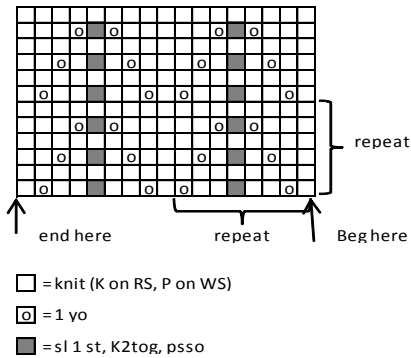 o o o o
o o o o
o o o o
o o o o
repeat
o o o o
o o o o
end here repeat Beg here
= knit (K on RS, P on WS)
o = 1 yo
= sl 1 st, K2tog, psso